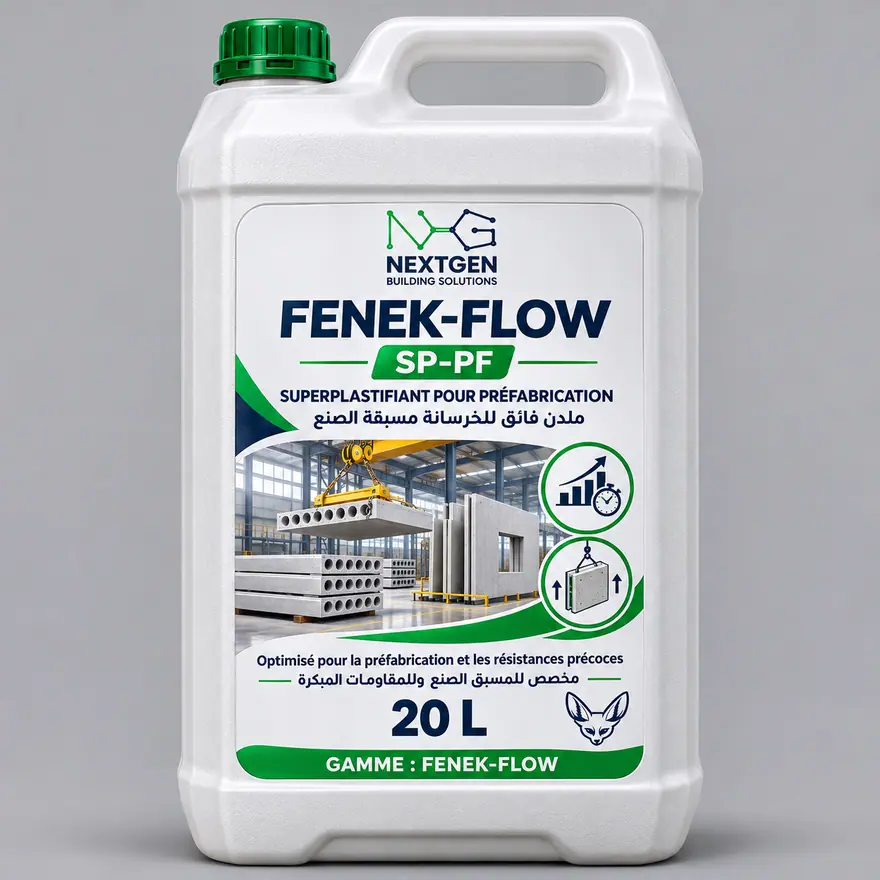 NEXTGEN
BUILDING SOLUTIONS
FENEK-FLOW
SP-PF
SUPERPLASTIFIANT POUR PRÉFABRICATION
ملدن فائق للخرسانة مسبقة الصنع
Optimisé pour la préfabrication et les résistances précoces
مخصص للمسبق الصنع وللمقاومات المبكرة
20 L
GAMME : FENEK-FLOW